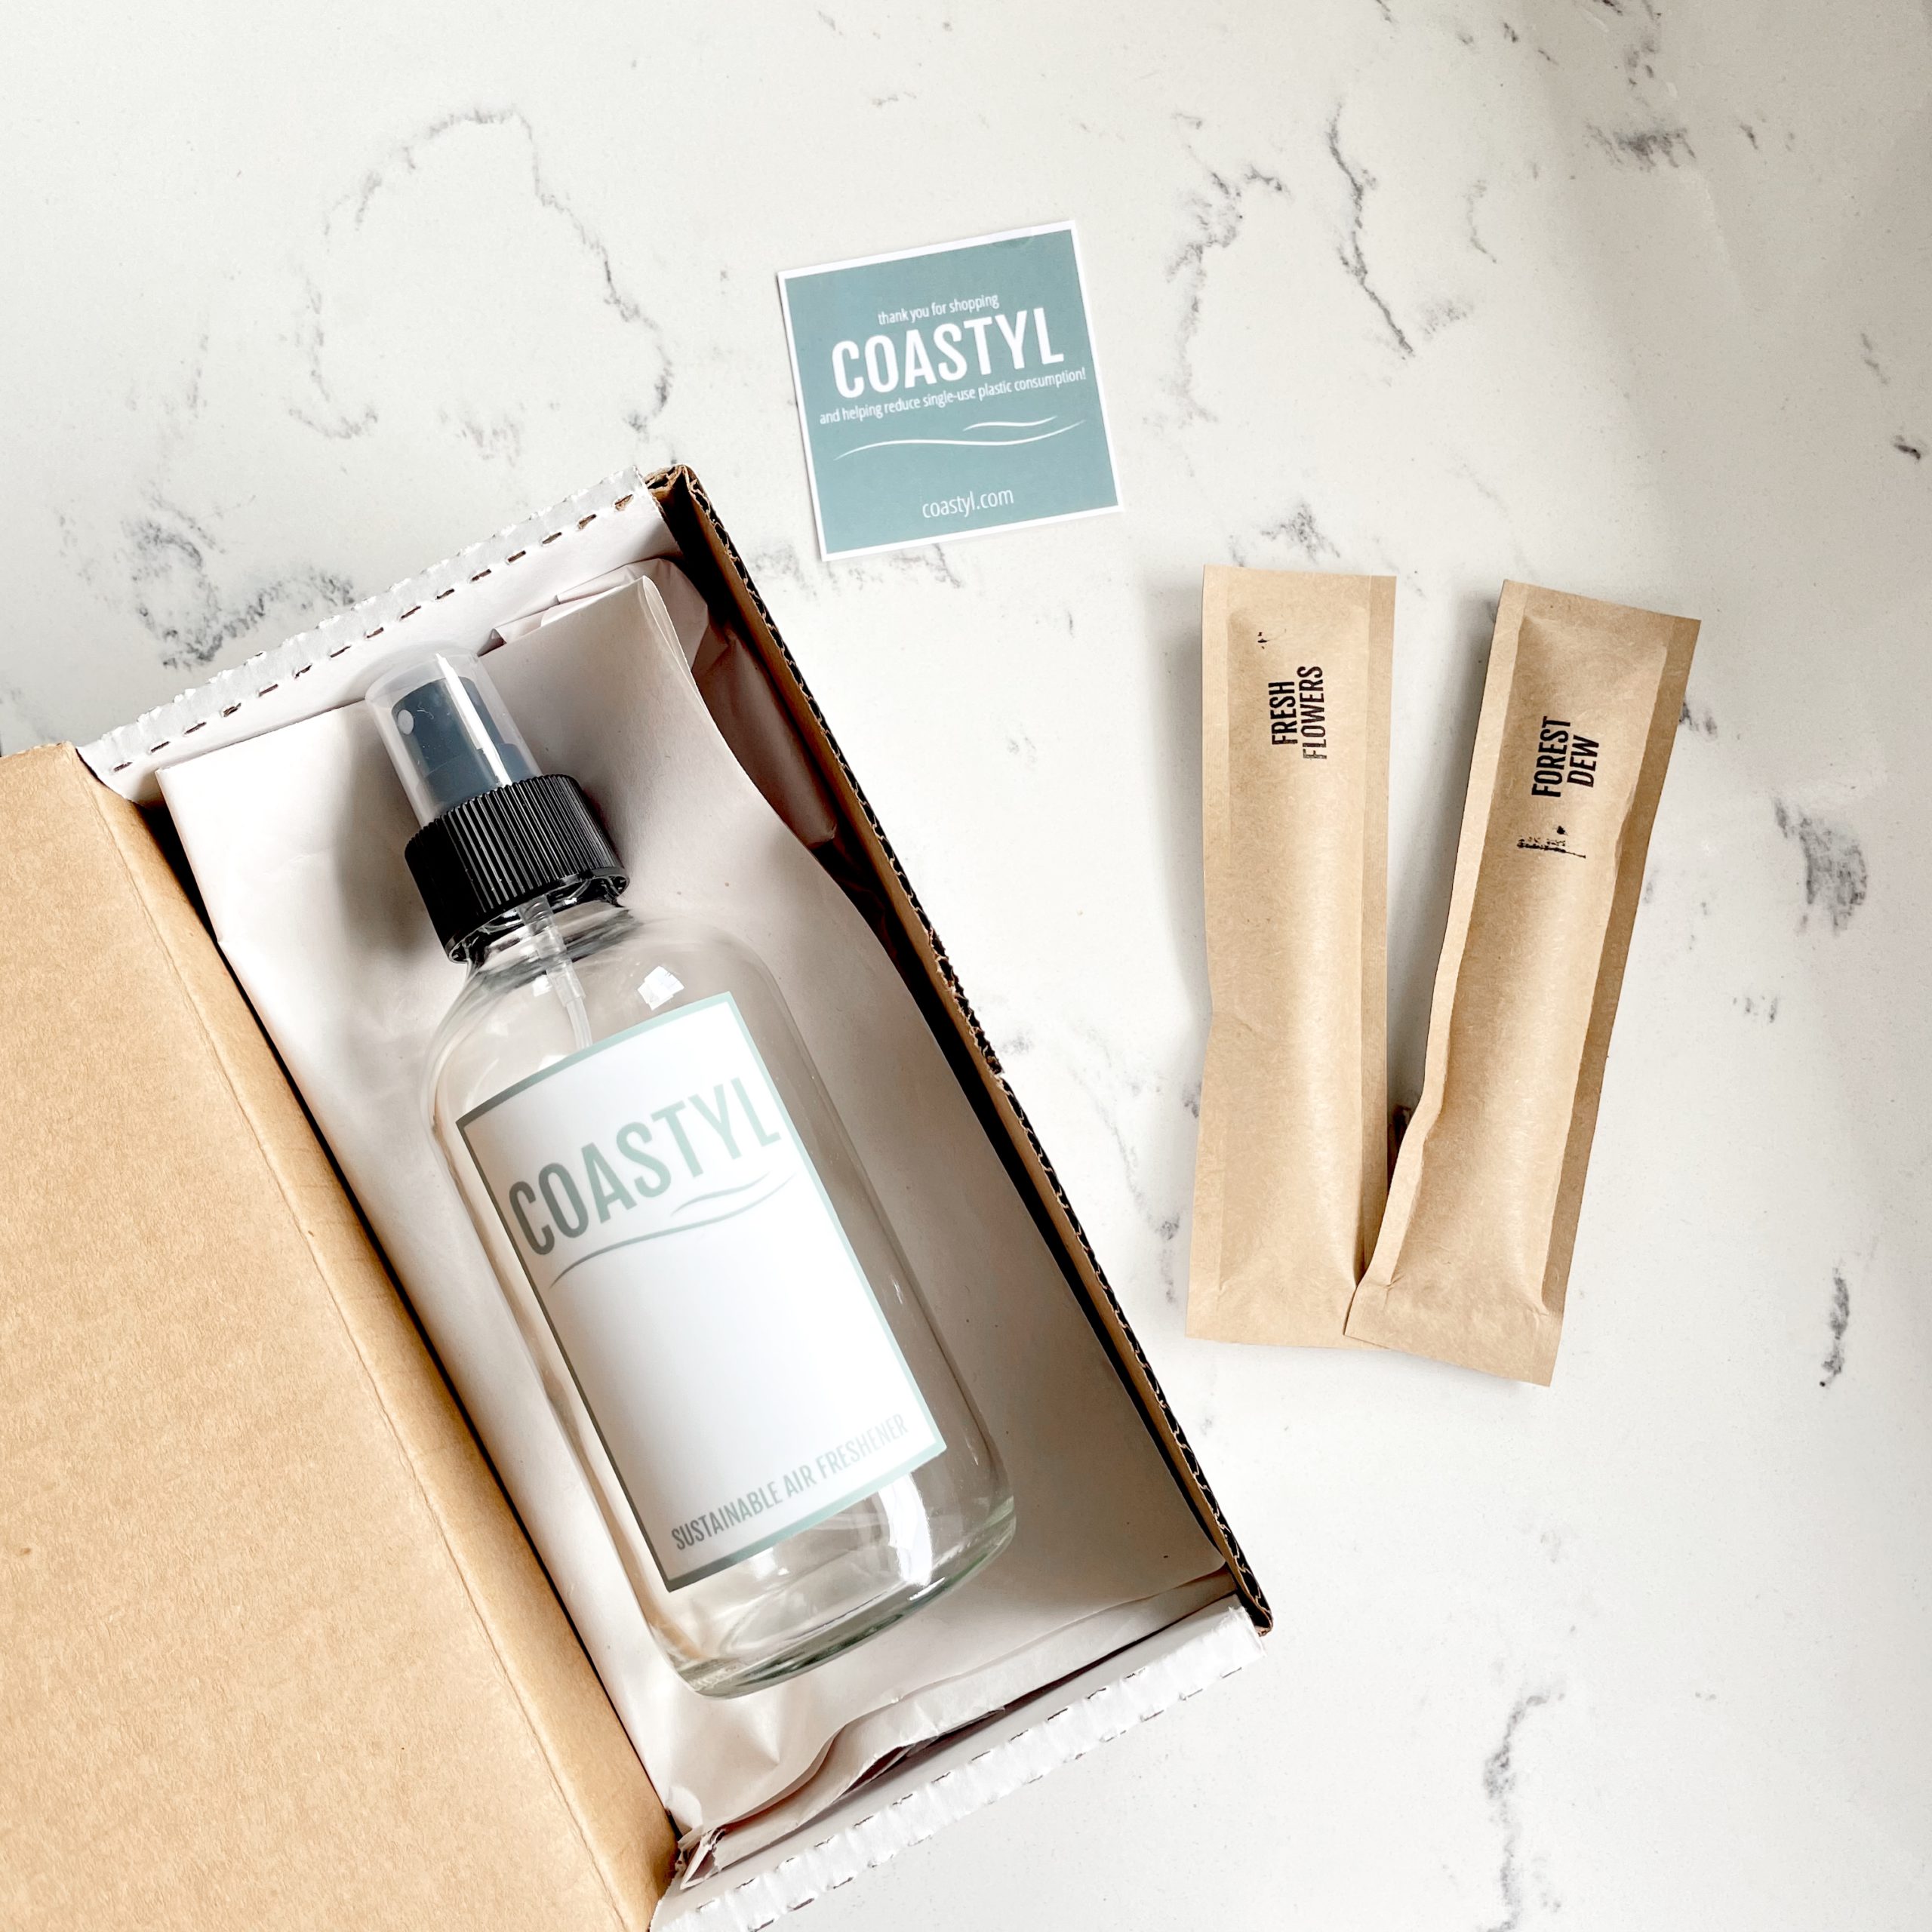 thank you for shopping
COASTYL
and helping reduce single-use plastic consumption!
coastyl.com
FRESH
FLOWERS
FOREST
DEW
COASTYL
SUSTAINABLE AIR FRESHENER